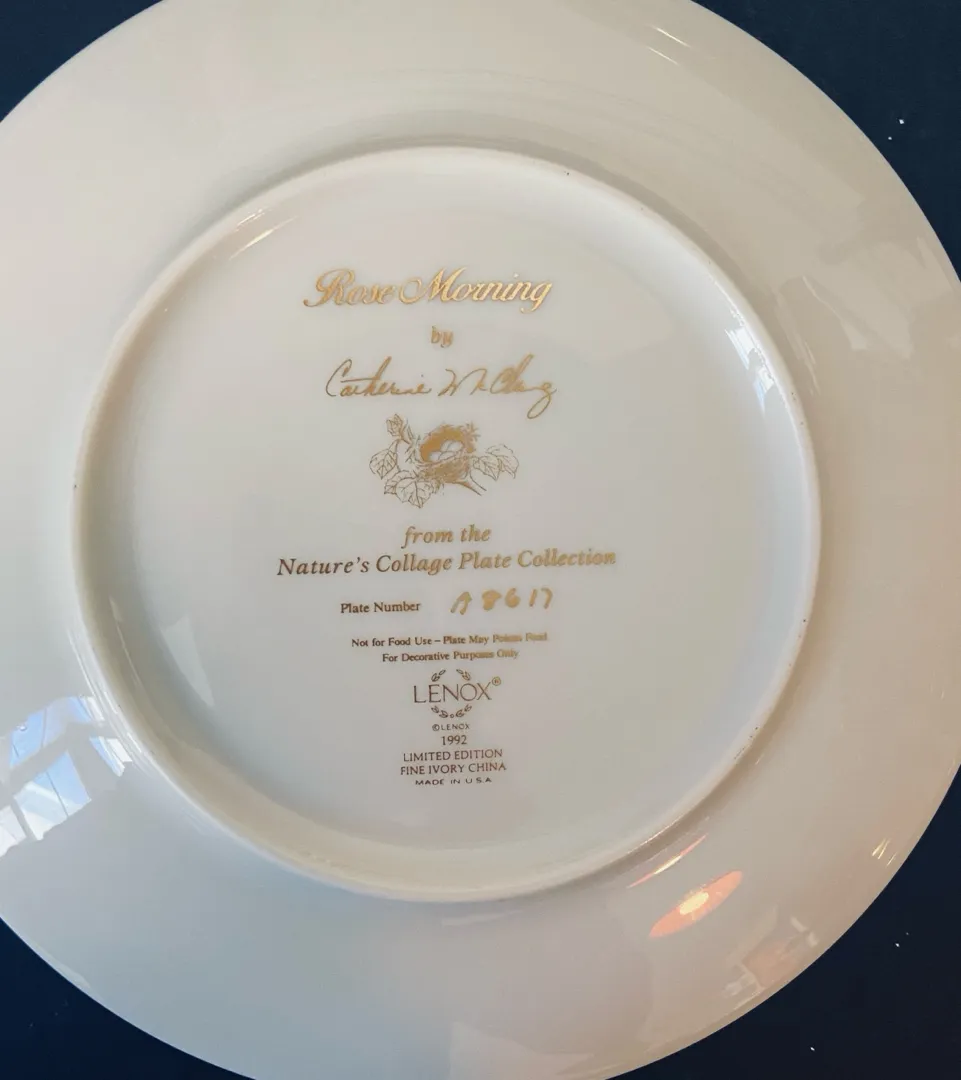 Rose Morning
by
Catherine McClung
from the
Nature's Collage Plate Collection
Plate Number A8617
Not for Food Use – Plate May Poison Food
For Decorative Purposes Only
LENOX®
©LENOX
1992
LIMITED EDITION
FINE IVORY CHINA
MADE IN U.S.A